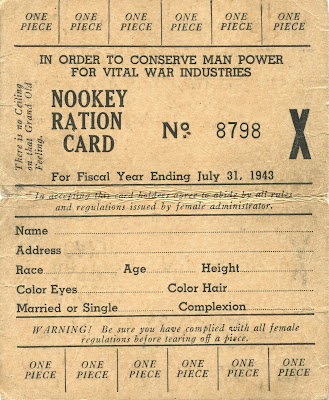 ONE PIECE ONE PIECE ONE PIECE ONE PIECE ONE PIECE ONE PIECE
IN ORDER TO CONSERVE MAN POWER
FOR VITAL WAR INDUSTRIES
There is no Ceiling
on that Grand Old
Feeling.
NOOKEY
RATION
CARD
No. 8798
X
For Fiscal Year Ending July 31, 1943
In accepting this card holders agree to abide by all rules
and regulations issued by female administrator.
Name
Address
Race Age Height
Color Eyes Color Hair
Married or Single Complexion
WARNING! Be sure you have complied with all female
regulations before tearing off a piece.
ONE PIECE ONE PIECE ONE PIECE ONE PIECE ONE PIECE ONE PIECE